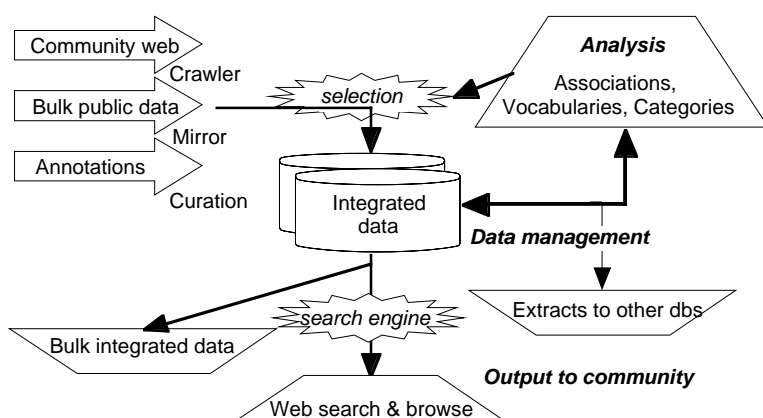 Community web
Crawler
Bulk public data
Mirror
Annotations
Curation
selection
Analysis
Associations,
Vocabularies, Categories
Integrated
data
Data management
Extracts to other dbs
search engine
Bulk integrated data
Output to community
Web search & browse